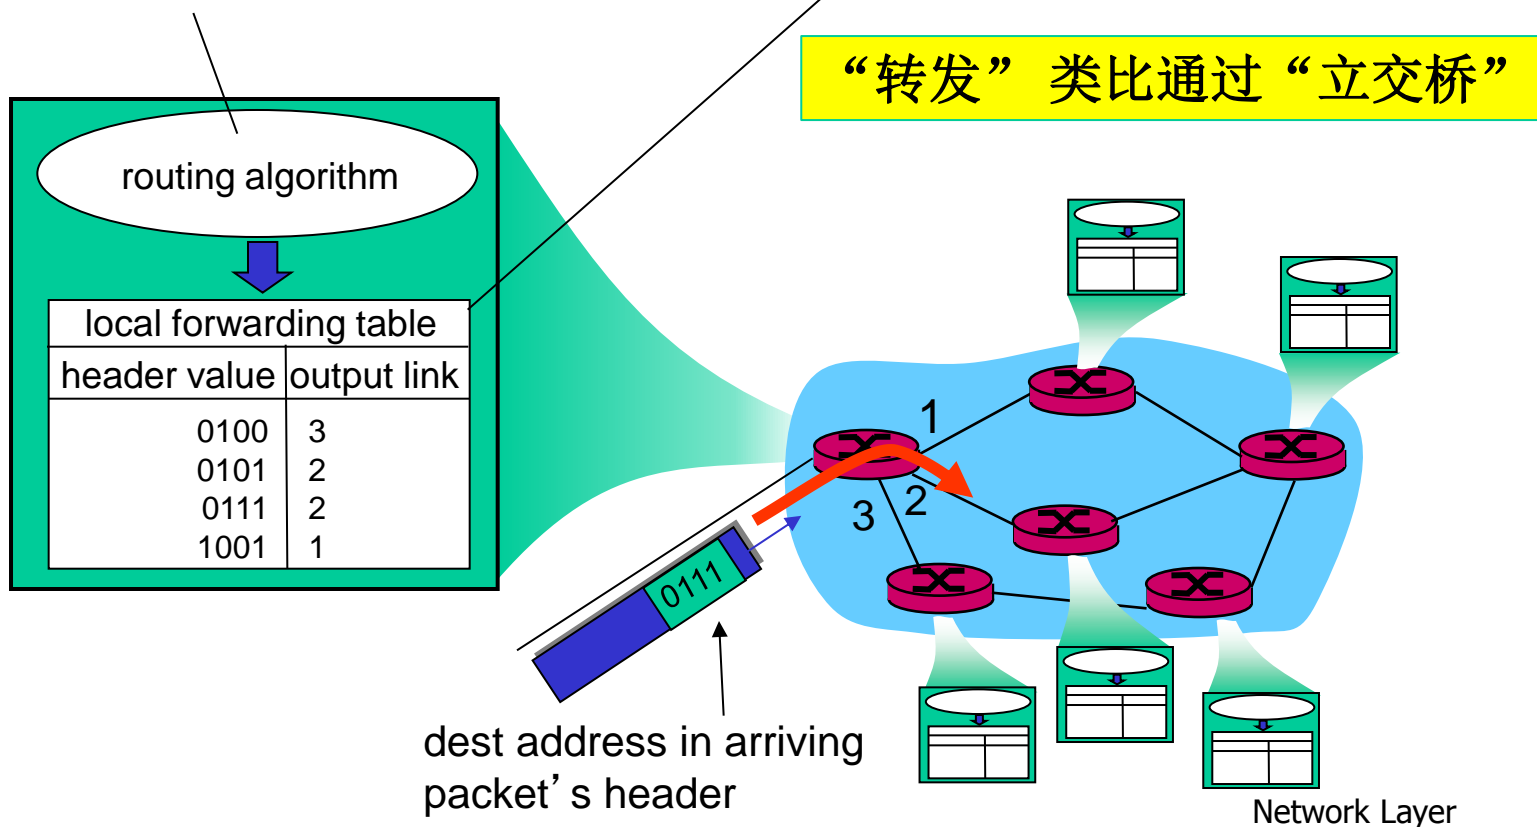 “转发” 类比通过“立交�”
routing algorithm
local forwarding table
header value output link
0100 3
0101 2
0111 2
1001 1
1
2
3
0111
dest address in arriving
packet’s header
Network Layer